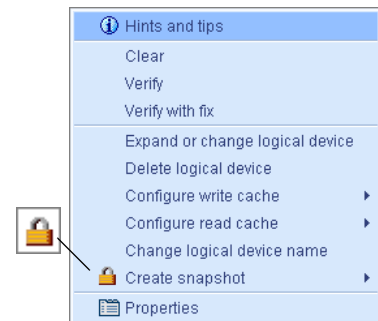 Hints and tips
Clear
Verify
Verify with fix
Expand or change logical device
Delete logical device
Configure write cache
Configure read cache
Change logical device name
Create snapshot
Properties